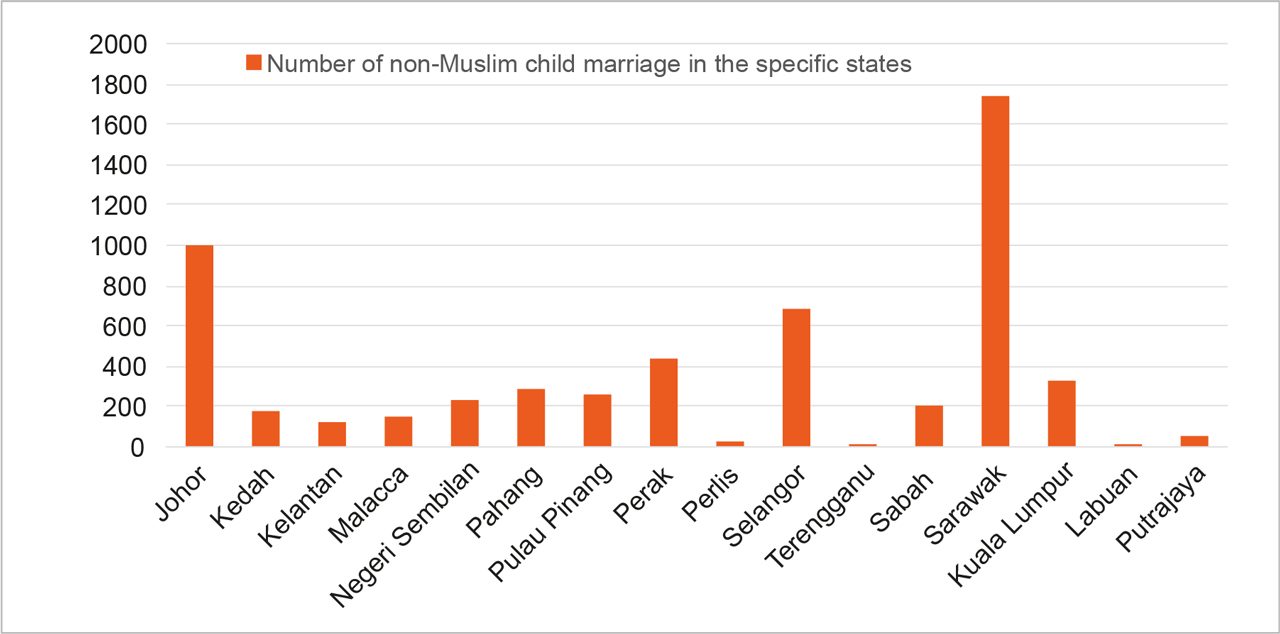 2000
Number of non-Muslim child marriage in the specific states
1800
1600
1400
1200
1000
800
600
400
200
0
Johor
Kedah
Kelantan
Malacca
Negeri Sembilan
Pahang
Pulau Pinang
Perak
Perlis
Selangor
Terengganu
Sabah
Sarawak
Kuala Lumpur
Labuan
Putrajaya